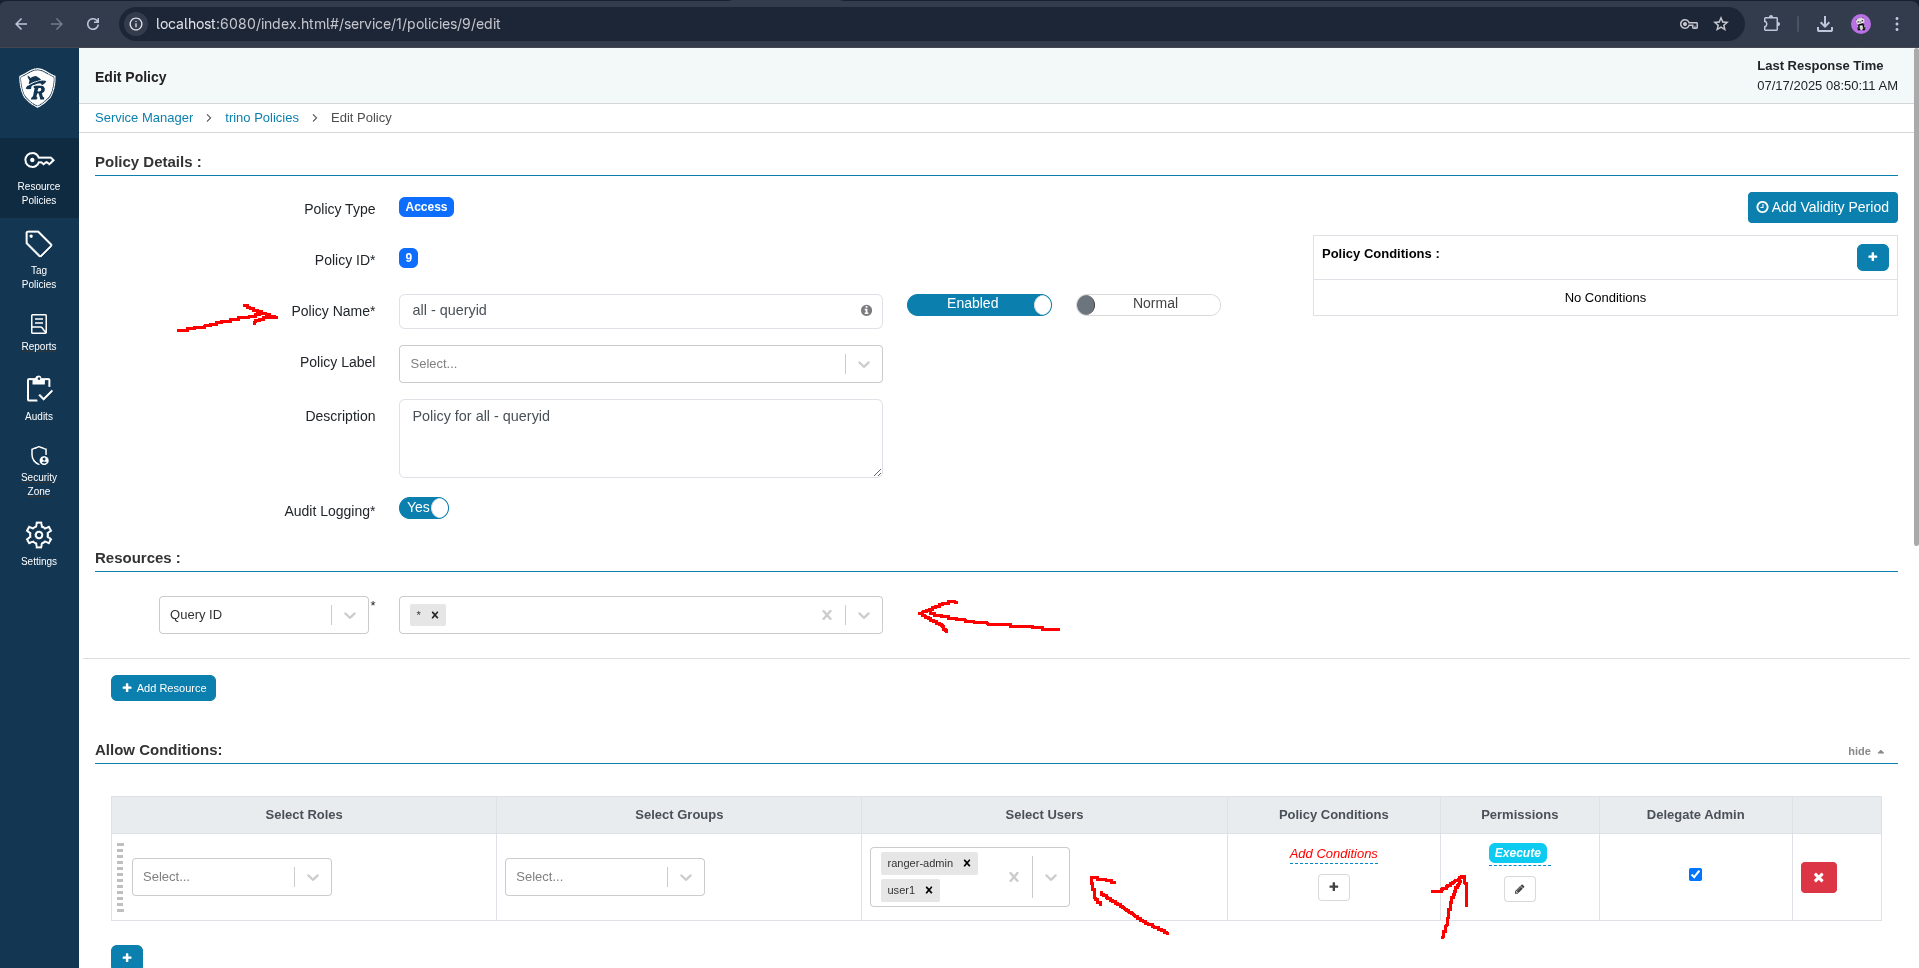 localhost:6080/index.html#/service/1/policies/9/edit
Edit Policy
Last Response Time
07/17/2025 08:50:11 AM
Service Manager > trino Policies > Edit Policy
R
Resource
Policies
Tag
Policies
Reports
Audits
Security
Zone
Settings
Policy Details :
Policy Type
Access
Add Validity Period
Policy ID*
9
Policy Conditions :
+
No Conditions
Policy Name*
all - queryid
Enabled
Normal
Policy Label
Select...
Description
Policy for all - queryid
Audit Logging*
Yes
Resources :
Query ID
*
*
+ Add Resource
Allow Conditions:
hide
Select Roles
Select Groups
Select Users
Policy Conditions
Permissions
Delegate Admin
Select...
Select...
ranger-admin
user1
Add Conditions
+
Execute
+